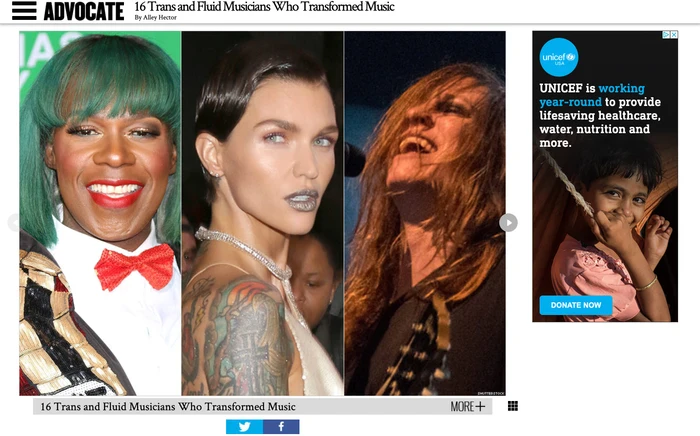 ADVOCATE
16 Trans and Fluid Musicians Who Transformed Music
By Alley Hector
unicef
USA
UNICEF is working
year-round to provide
lifesaving healthcare,
water, nutrition and
more.
DONATE NOW
SHUTTERSTOCK
16 Trans and Fluid Musicians Who Transformed Music
MORE+